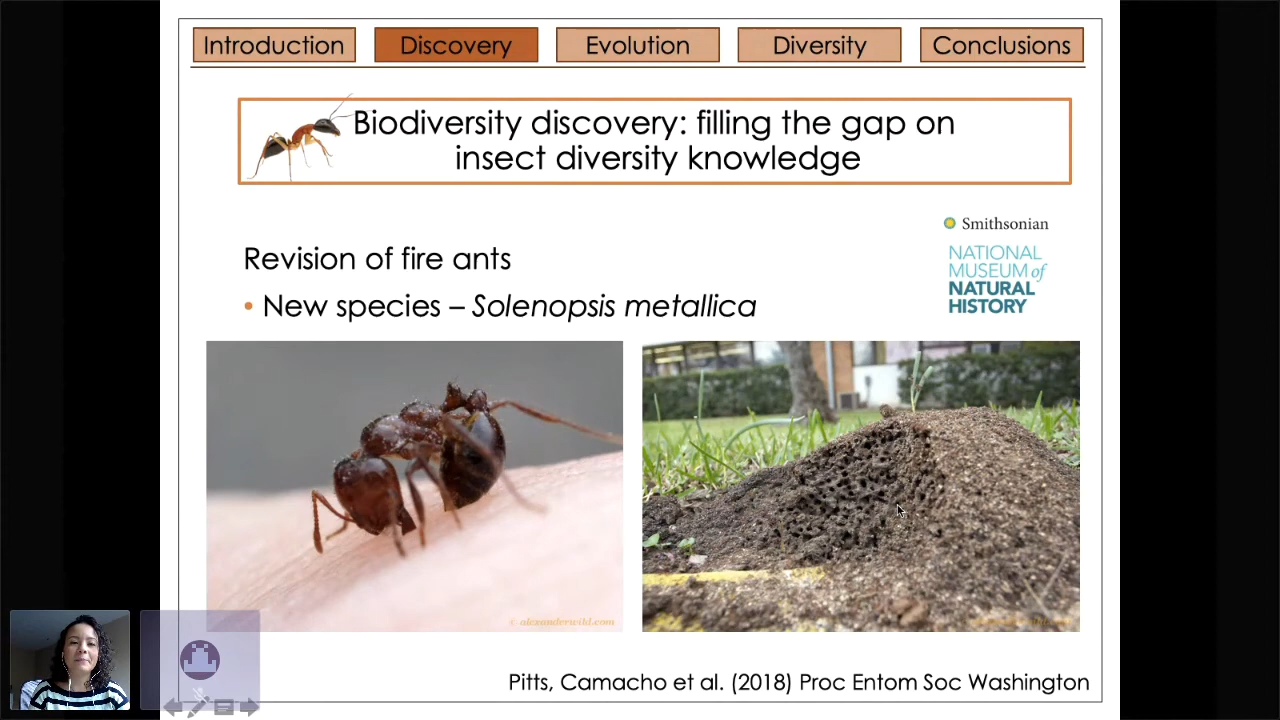 Introduction
Discovery
Evolution
Diversity
Conclusions
Biodiversity discovery: filling the gap on
insect diversity knowledge
Smithsonian
NATIONAL
MUSEUM of
NATURAL
HISTORY
Revision of fire ants
• New species – Solenopsis metallica
© alexanderwild.com
Pitts, Camacho et al. (2018) Proc Entom Soc Washington